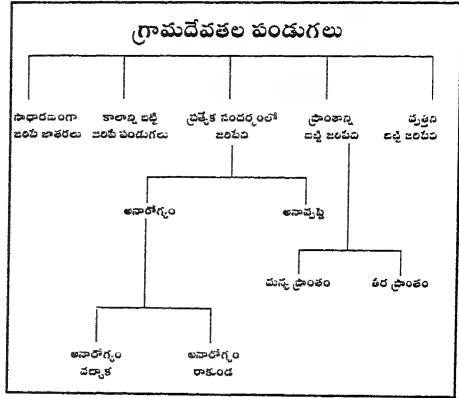 గ్రామదేవతల పండుగలు
సాధారణంగా
జరిపే జాతరలు
కాలాన్ని బట్టి
జరిపే పండుగలు
ప్రత్యేక సందర్భంలో
జరిపేవి
ప్రాంతాన్ని
బట్టి జరిపేవి
వృత్తిని
బట్టి జరిపేవి
అనారోగ్యం
అనావృష్టి
మన్య ప్రాంతం
తీర ప్రాంతం
అనారోగ్యం
వచ్చాక
అనారోగ్యం
రాకుండ